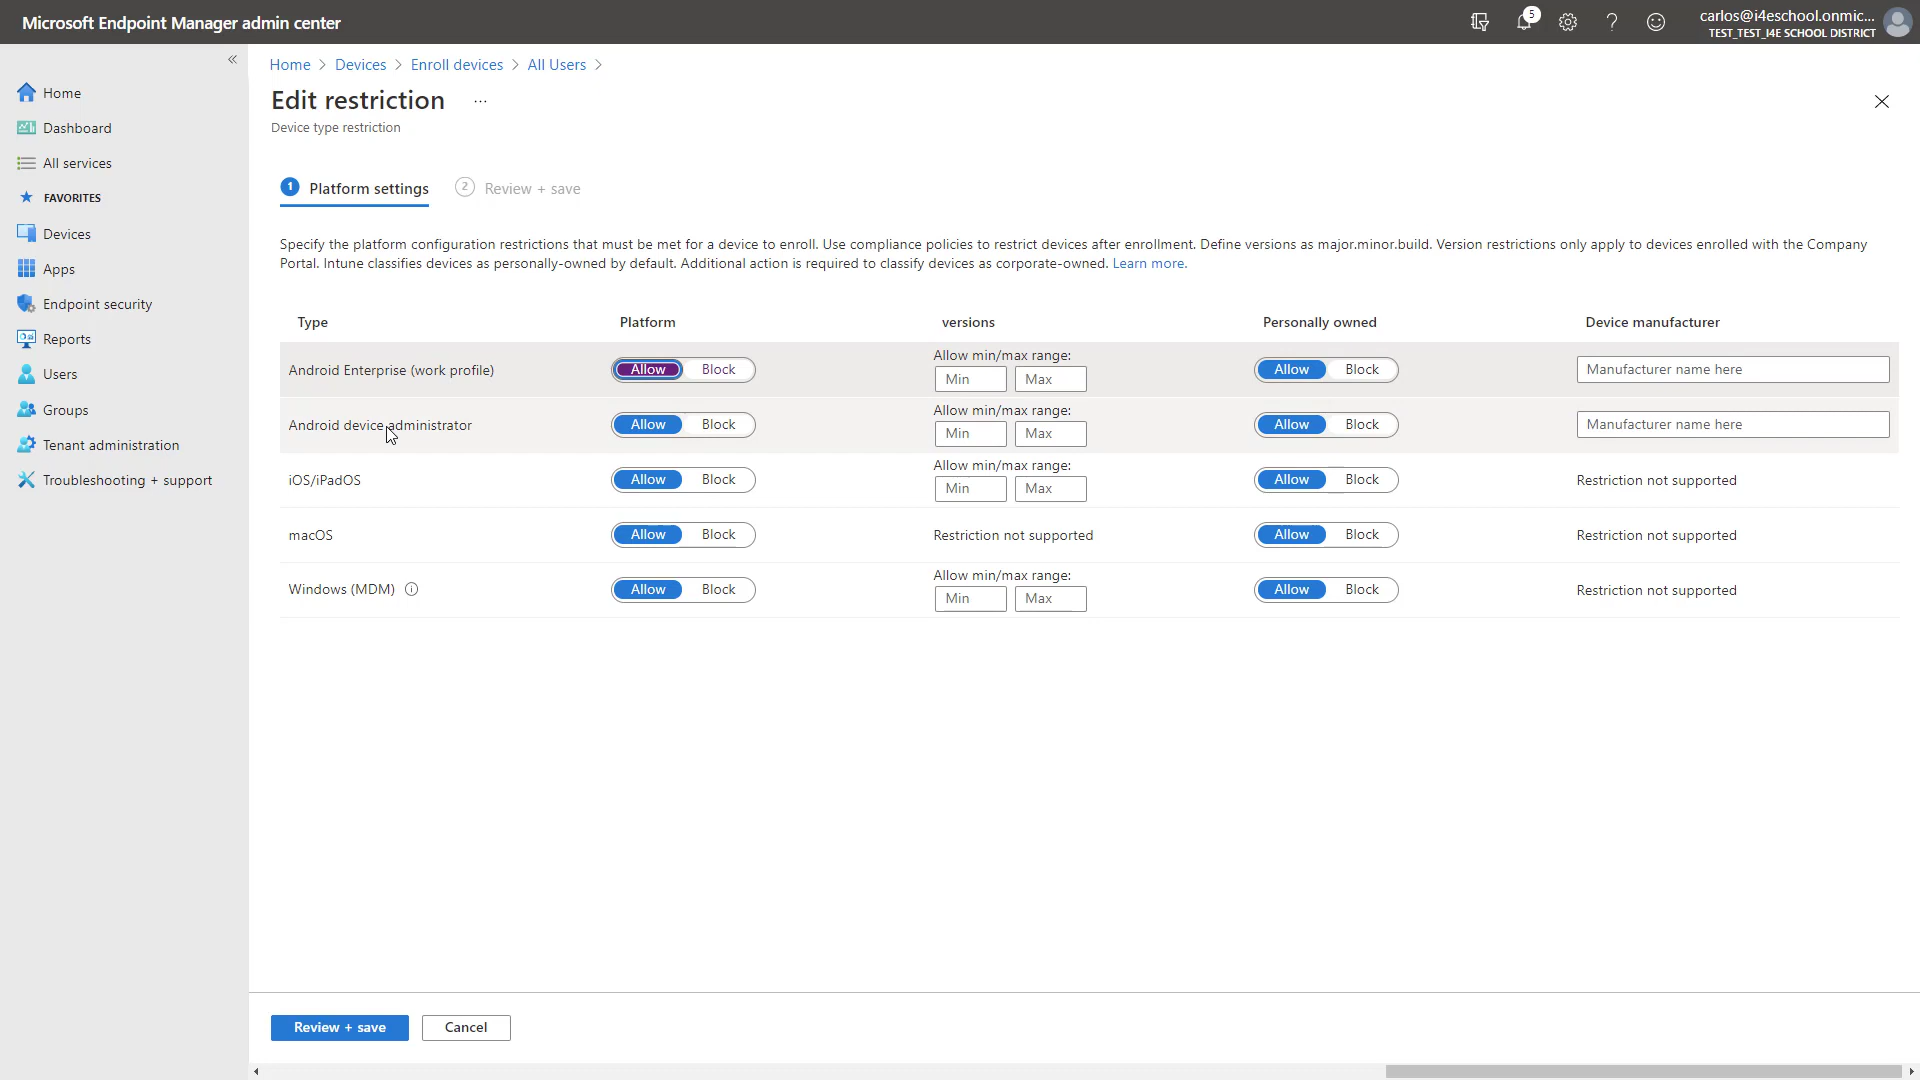 Microsoft Endpoint Manager admin center
5
carlos@i4eschool.onmic...
TEST_TEST_I4E SCHOOL DISTRICT
Home
Dashboard
All services
FAVORITES
Devices
Apps
Endpoint security
Reports
Users
Groups
Tenant administration
Troubleshooting + support
Home > Devices > Enroll devices > All Users >
Edit restriction ...
Device type restriction
1 Platform settings 2 Review + save
Specify the platform configuration restrictions that must be met for a device to enroll. Use compliance policies to restrict devices after enrollment. Define versions as major.minor.build. Version restrictions only apply to devices enrolled with the Company
Portal. Intune classifies devices as personally-owned by default. Additional action is required to classify devices as corporate-owned. Learn more.
Type Platform versions Personally owned Device manufacturer
Allow min/max range:
Android Enterprise (work profile) Allow Block Min Max Allow Block Manufacturer name here
Allow min/max range:
Android device administrator Allow Block Min Max Allow Block Manufacturer name here
Allow min/max range:
iOS/iPadOS Allow Block Min Max Allow Block Restriction not supported
macOS Allow Block Restriction not supported Allow Block Restriction not supported
Allow min/max range:
Windows (MDM) Allow Block Min Max Allow Block Restriction not supported
Review + save Cancel